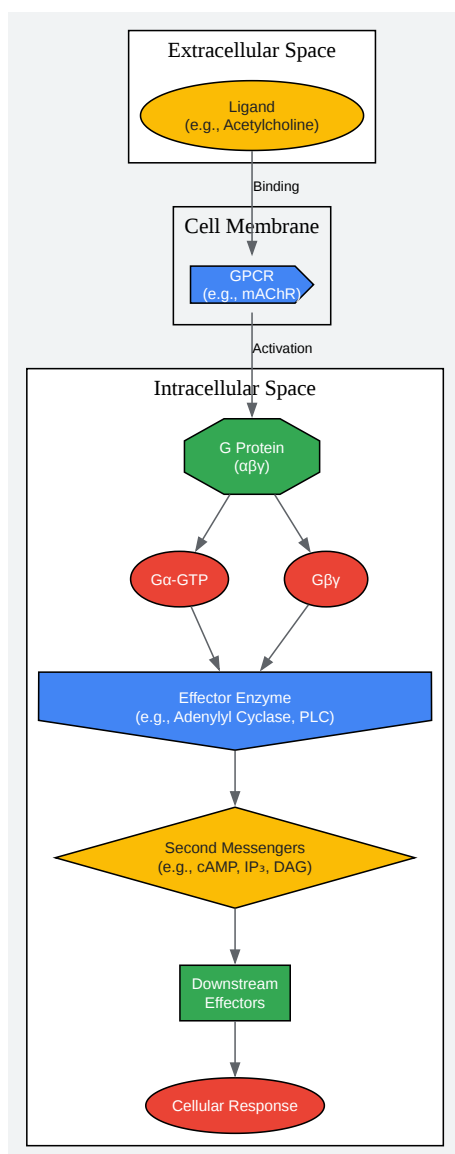 Extracellular Space
Ligand
(e.g., Acetylcholine)
Binding
Cell Membrane
GPCR
(e.g., mAChR)
Activation
Intracellular Space
G Protein
(αβγ)
Gα-GTP
Gβγ
Effector Enzyme
(e.g., Adenylyl Cyclase, PLC)
Second Messengers
(e.g., cAMP, IP₃, DAG)
Downstream
Effectors
Cellular Response